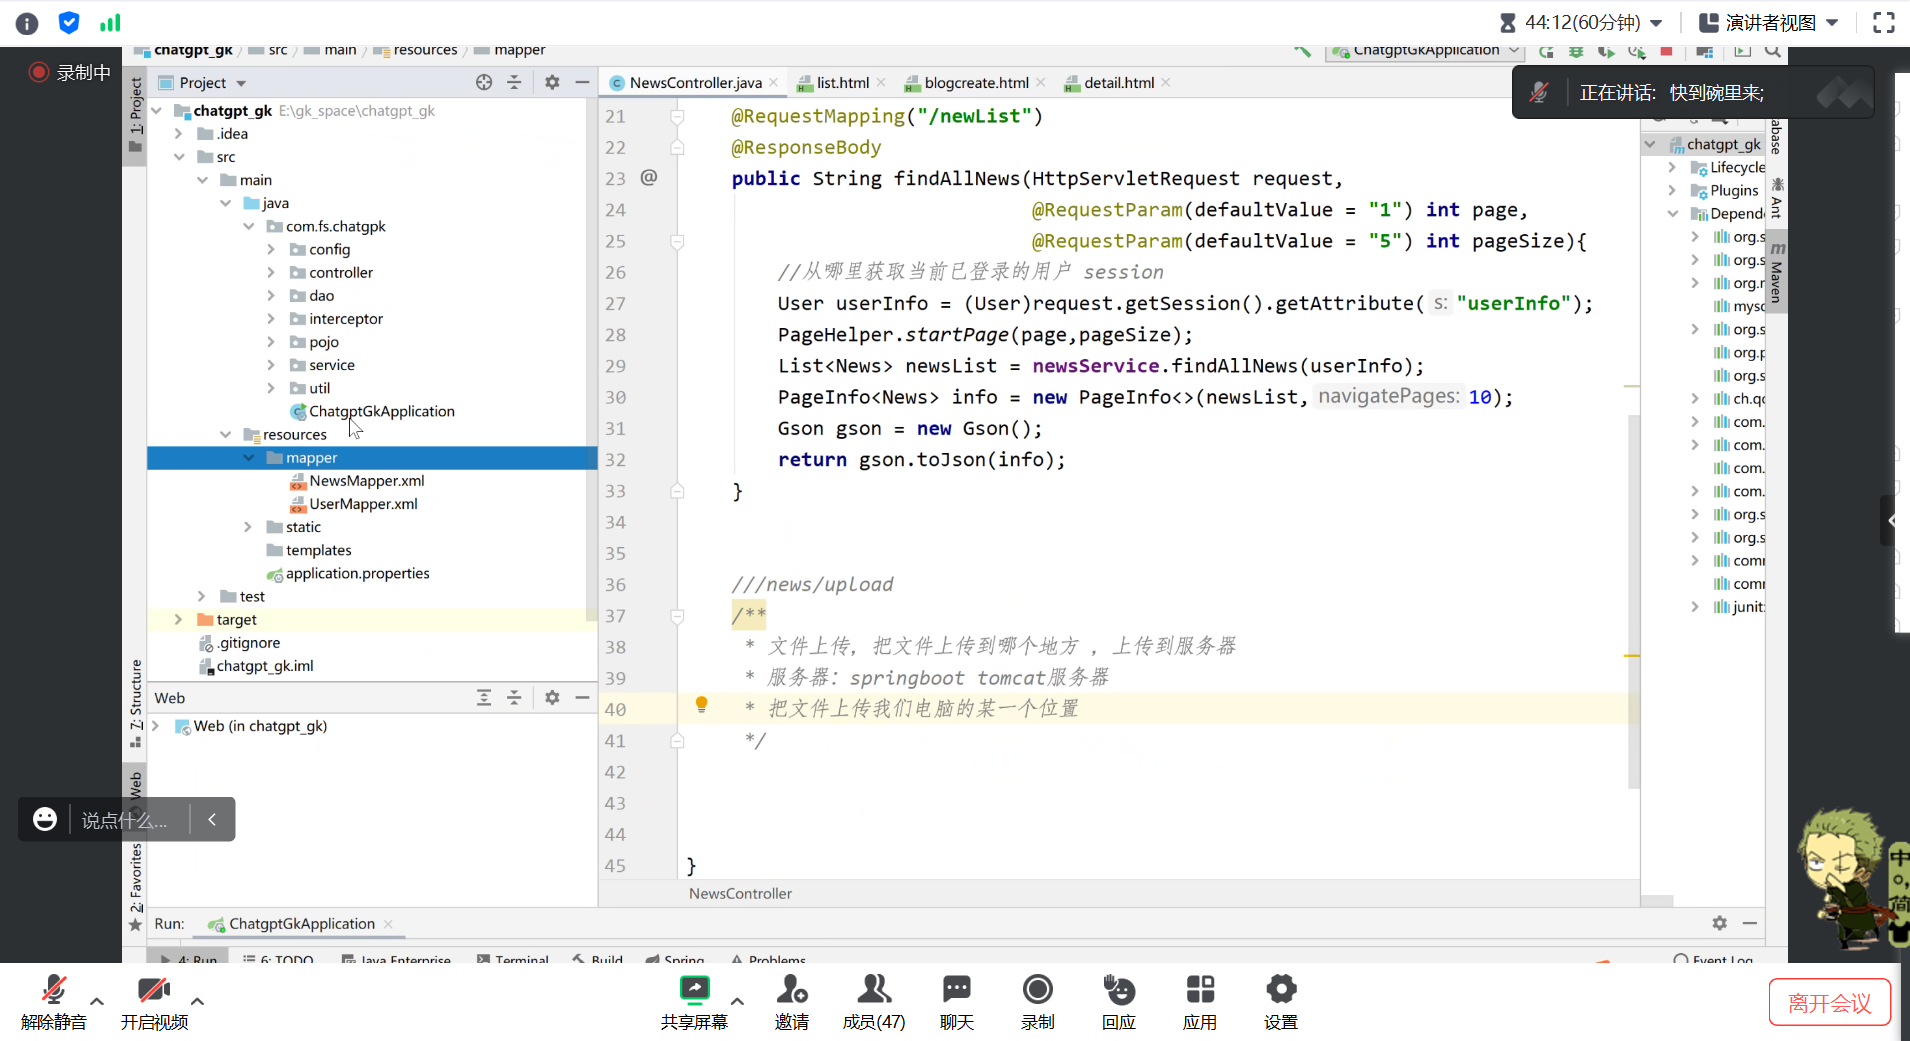 44:12(60分钟)
演讲者视图
录制中
chatgpt_gk
src
main
resources
mapper
ChatgptGkApplication
正在讲话: 快到碗里来;
1: Project
Project
chatgpt_gk E:\gk_space\chatgpt_gk
.idea
src
main
java
com.fs.chatgpk
config
controller
dao
interceptor
pojo
service
util
ChatgptGkApplication
resources
mapper
NewsMapper.xml
UserMapper.xml
static
templates
application.properties
test
target
.gitignore
chatgpt_gk.iml
Web
Web (in chatgpt_gk)
7: Structure
Web
2: Favorites
说点什么...
NewsController.java
list.html
blogcreate.html
detail.html
21 @RequestMapping("/newList")
22 @ResponseBody
23 @ public String findAllNews(HttpServletRequest request,
24 @RequestParam(defaultValue = "1") int page,
25 @RequestParam(defaultValue = "5") int pageSize){
26 //从哪里获取当前已登录的用户 session
27 User userInfo = (User)request.getSession().getAttribute( s: "userInfo");
28 PageHelper.startPage(page,pageSize);
29 List<News> newsList = newsService.findAllNews(userInfo);
30 PageInfo<News> info = new PageInfo<>(newsList, navigatePages: 10);
31 Gson gson = new Gson();
32 return gson.toJson(info);
33 }
34
35
36 ///news/upload
37 /**
38 * 文件上传，把文件上传到哪个地方 ，上传到服务器
39 * 服务器：springboot tomcat服务器
40 * 把文件上传我们电脑的某一个位置
41 */
42
43
44
45 }
NewsController
chatgpt_gk
Lifecycle
Plugins
Depend
org.s
org.s
org.r
mysq
org.s
org.p
org.s
ch.qo
com.
com.
com.
com.
org.s
org.s
comr
comr
junit:
abase
Ant
Maven
Run: ChatgptGkApplication
4: Run
6: TODO
Java Enterprise
Terminal
Build
Spring
Problems
Event Log
中
简
解除静音
开启视频
共享屏幕
邀请
成员(47)
聊天
录制
回应
应用
设置
离开会议